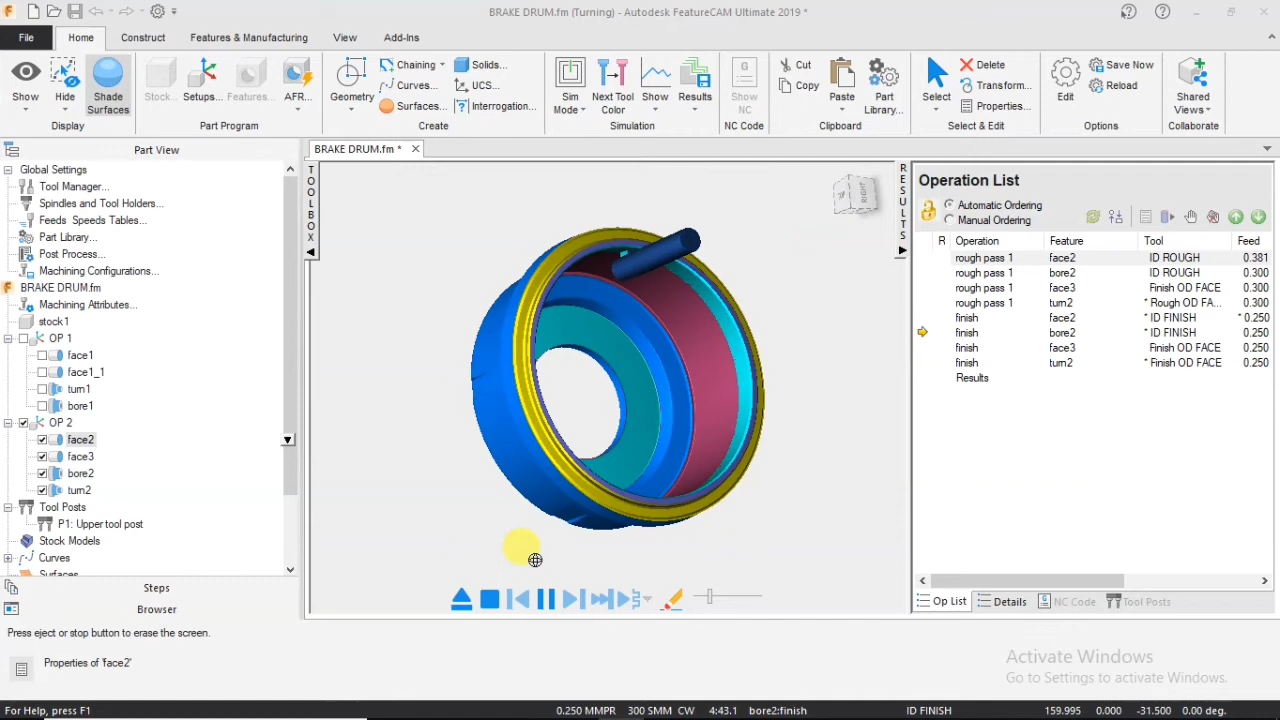 BRAKE DRUM.fm (Turning) - Autodesk FeatureCAM Ultimate 2019 *
File Home Construct Features & Manufacturing View Add-Ins
Show Hide Shade Surfaces Display
Stock... Setups... Features... AFR... Part Program
Geometry Chaining Curves... Surfaces... Solids... UCS... Interrogation... Create
Sim Mode Next Tool Color Show Results Simulation
Show NC NC Code
Cut Copy Paste Part Library... Clipboard
Select Delete Transform... Properties... Select & Edit
Edit Save Now Reload Options
Shared Views Collaborate
Part View
Global Settings
Tool Manager...
Spindles and Tool Holders...
Feeds Speeds Tables...
Part Library...
Post Process...
Machining Configurations...
BRAKE DRUM.fm
Machining Attributes...
stock1
OP 1
face1
face1_1
turn1
bore1
OP 2
face2
face3
bore2
turn2
Tool Posts
P1: Upper tool post
Stock Models
Curves
Surfaces
Steps
Browser
BRAKE DRUM.fm *
TOOLBOX
RIGHT
RESULTS
Operation List
Automatic Ordering
Manual Ordering
R Operation Feature Tool Feed
rough pass 1 face2 ID ROUGH 0.381
rough pass 1 bore2 ID ROUGH 0.300
rough pass 1 face3 Finish OD FACE 0.300
rough pass 1 turn2 * Rough OD FA... 0.300
finish face2 * ID FINISH * 0.250
finish bore2 * ID FINISH 0.250
finish face3 Finish OD FACE 0.250
finish turn2 * Finish OD FACE 0.250
Results
Op List Details NC Code Tool Posts
Press eject or stop button to erase the screen.
Properties of 'face2'
Activate Windows
Go to Settings to activate Windows.
For Help, press F1 0.250 MMPR 300 SMM CW 4:43.1 bore2:finish ID FINISH 159.995 0.000 -31.500 0.00 deg.